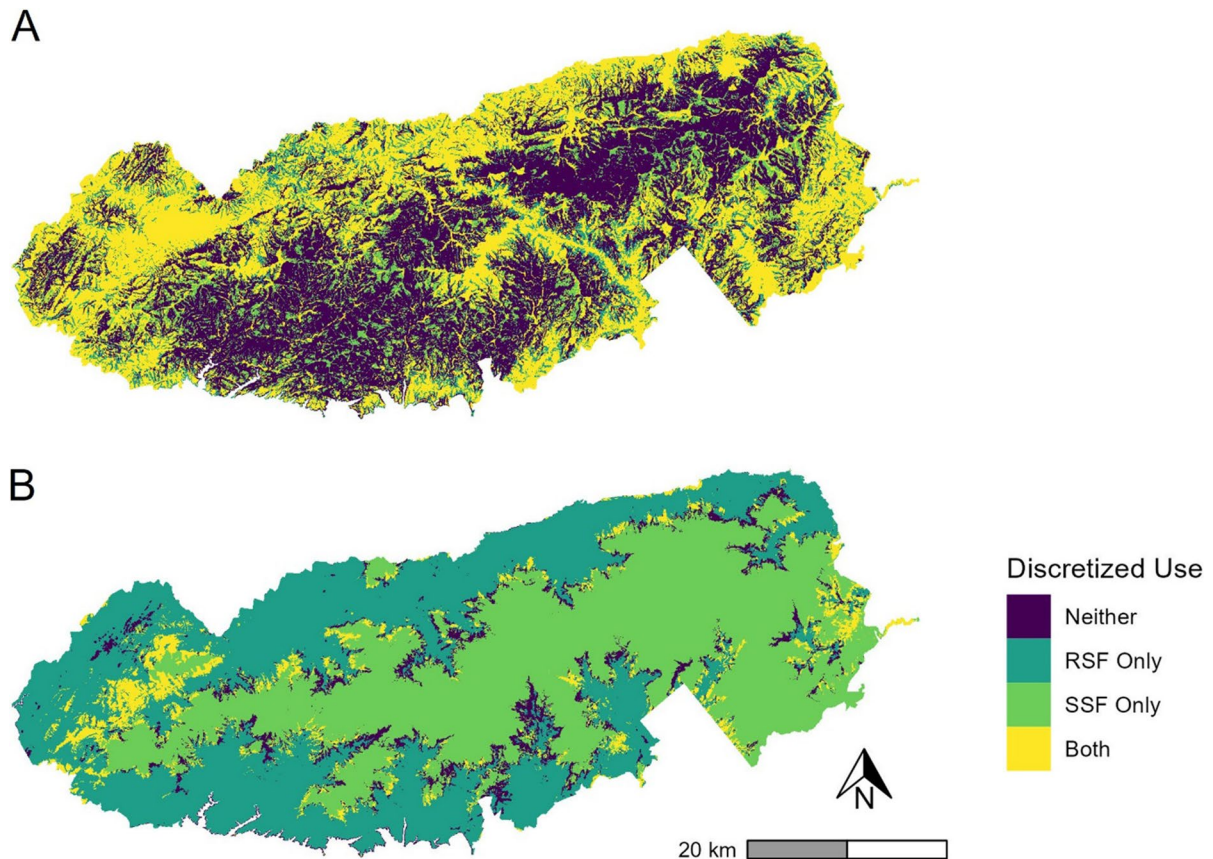 A
B
Discretized Use
Neither
RSF Only
SSF Only
Both
N
20 km